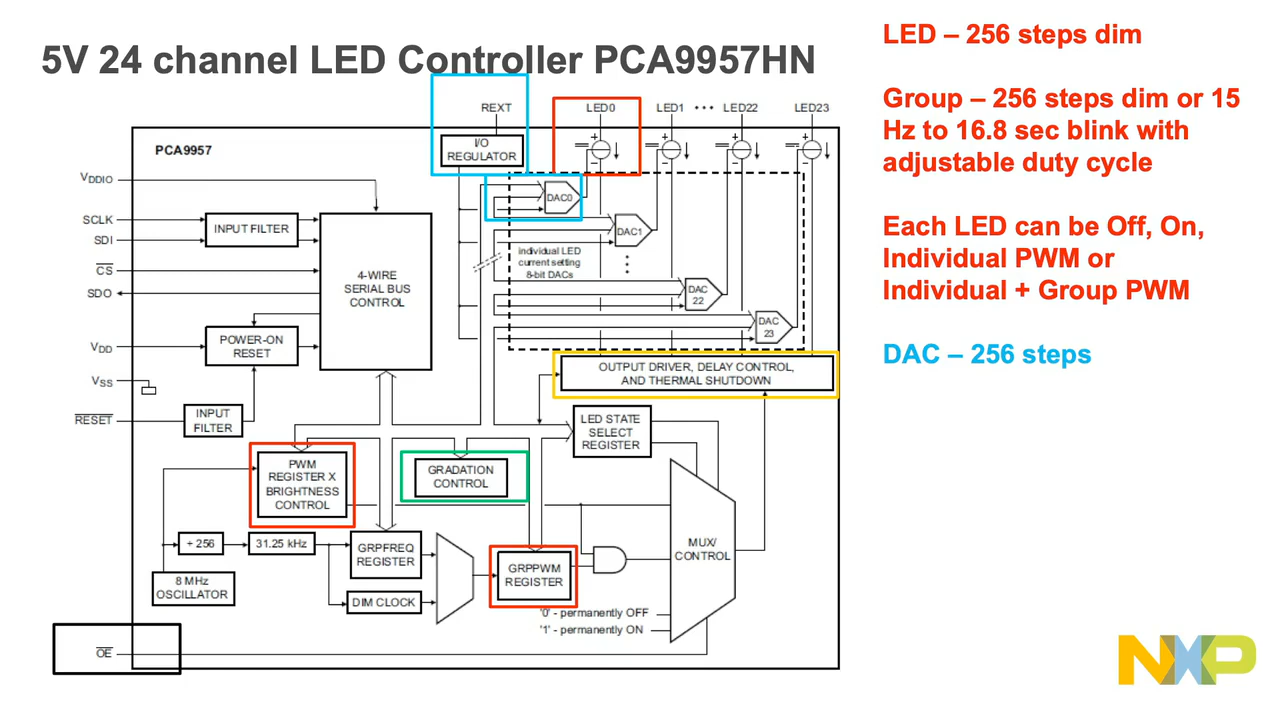 5V 24 channel LED Controller PCA9957HN
LED – 256 steps dim
Group – 256 steps dim or 15
Hz to 16.8 sec blink with
adjustable duty cycle
Each LED can be Off, On,
Individual PWM or
Individual + Group PWM
DAC – 256 steps
REXT
LED0
LED1
• • •
LED22
LED23
PCA9957
I/O
REGULATOR
+
+
+
+
–
–
–
–
VDDIO
SCLK
SDI
CS
SDO
VDD
VSS
RESET
INPUT FILTER
4-WIRE
SERIAL BUS
CONTROL
POWER-ON
RESET
INPUT
FILTER
DAC0
DAC1
individual LED
current setting
8-bit DACs
DAC
22
DAC
23
OUTPUT DRIVER, DELAY CONTROL,
AND THERMAL SHUTDOWN
LED STATE
SELECT
REGISTER
PWM
REGISTER X
BRIGHTNESS
CONTROL
GRADATION
CONTROL
÷ 256
31.25 kHz
GRPFREQ
REGISTER
8 MHz
OSCILLATOR
DIM CLOCK
GRPPWM
REGISTER
MUX/
CONTROL
'0' - permanently OFF
'1' - permanently ON
OE
NXP